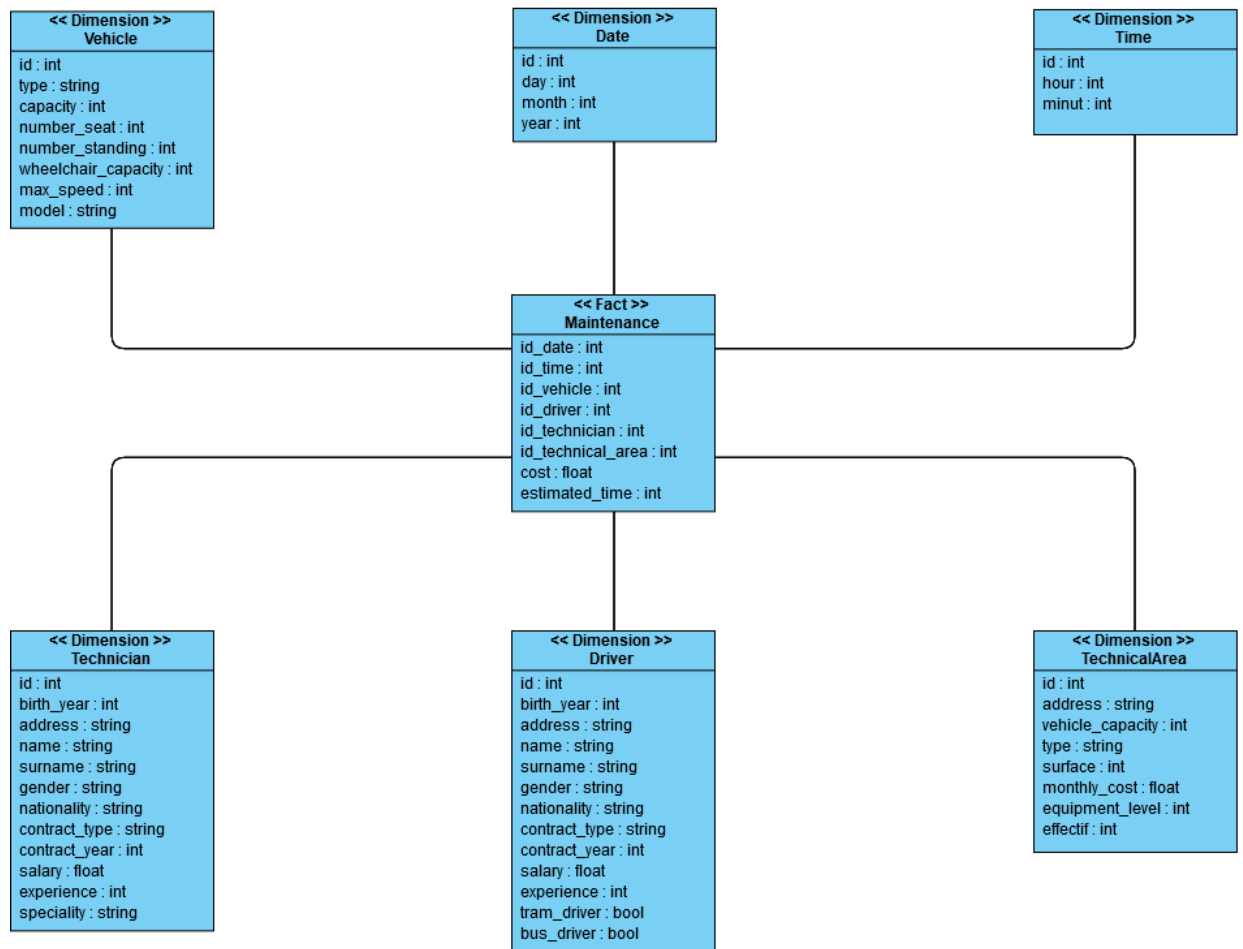 << Dimension >>
Vehicle
id : int
type : string
capacity : int
number_seat : int
number_standing : int
wheelchair_capacity : int
max_speed : int
model : string
<< Dimension >>
Date
id : int
day : int
month : int
year : int
<< Dimension >>
Time
id : int
hour : int
minut : int
<< Fact >>
Maintenance
id_date : int
id_time : int
id_vehicle : int
id_driver : int
id_technician : int
id_technical_area : int
cost : float
estimated_time : int
<< Dimension >>
Technician
id : int
birth_year : int
address : string
name : string
surname : string
gender : string
nationality : string
contract_type : string
contract_year : int
salary : float
experience : int
speciality : string
<< Dimension >>
Driver
id : int
birth_year : int
address : string
name : string
surname : string
gender : string
nationality : string
contract_type : string
contract_year : int
salary : float
experience : int
tram_driver : bool
bus_driver : bool
<< Dimension >>
TechnicalArea
id : int
address : string
vehicle_capacity : int
type : string
surface : int
monthly_cost : float
equipment_level : int
effectif : int